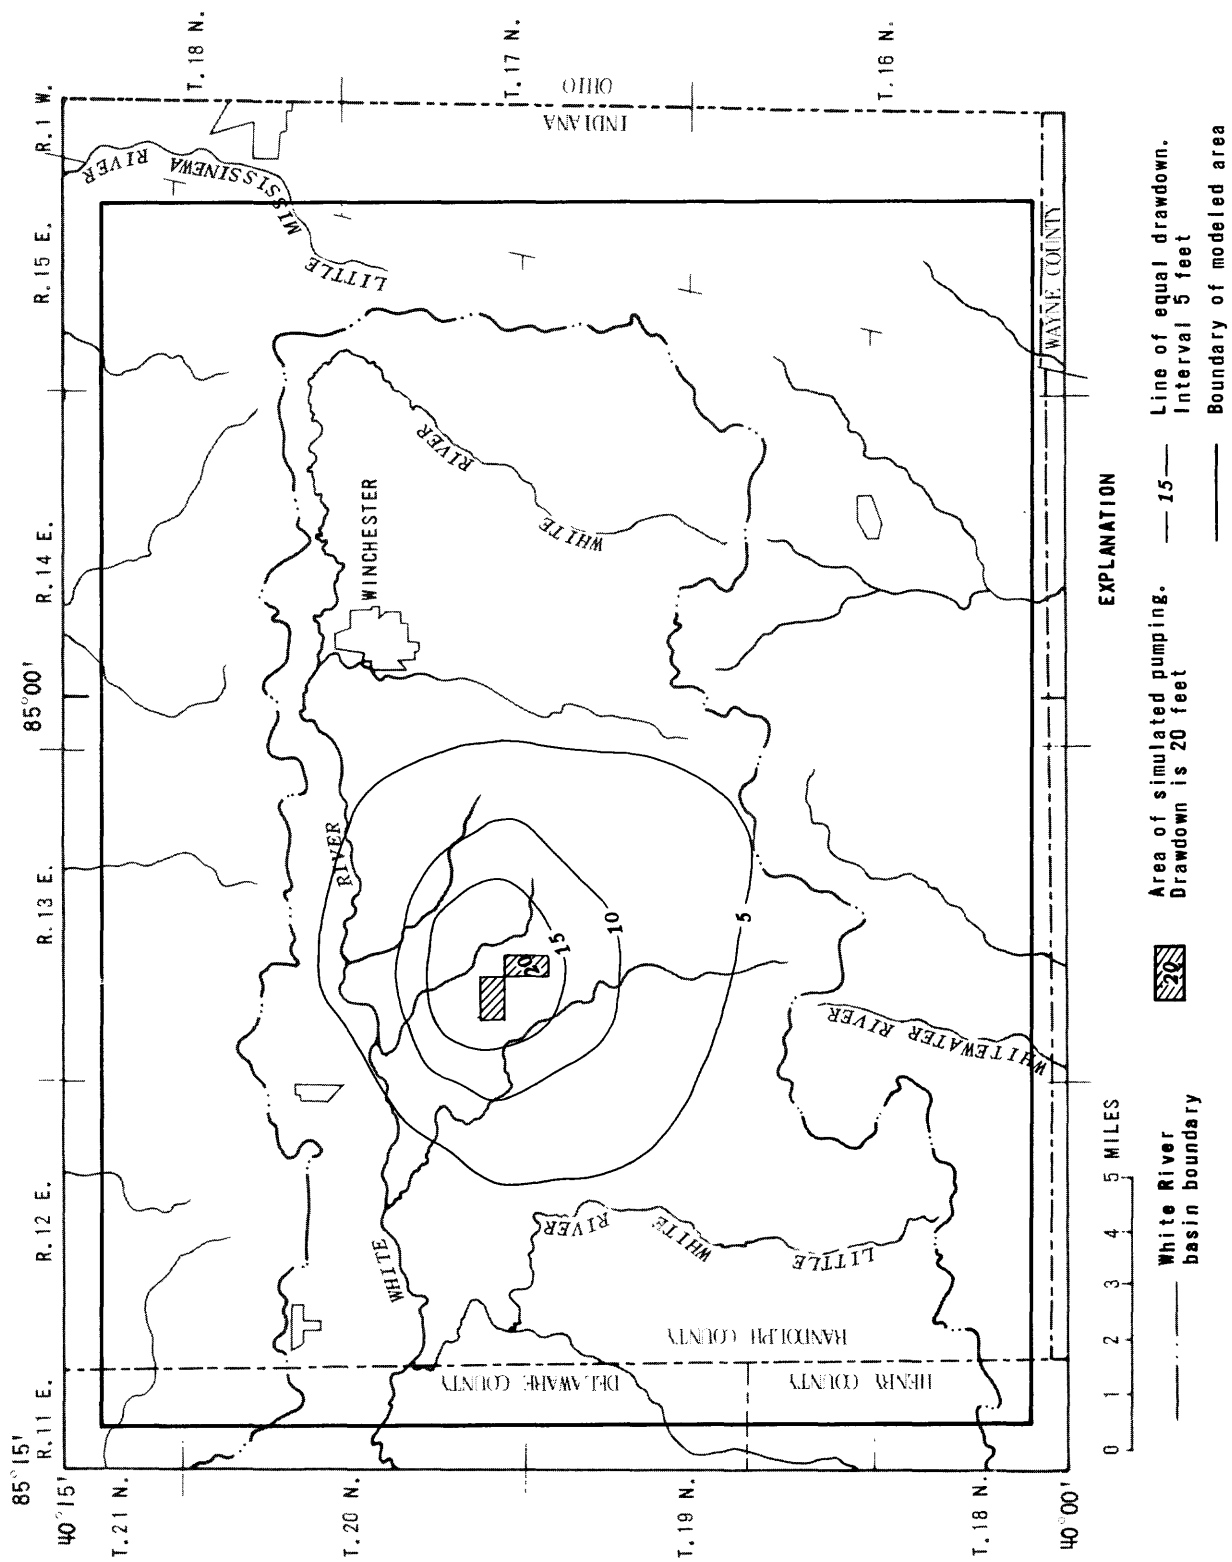 85°15'
R.11 E.
R.12 E.
R.13 E.
85°00'
R.14 E.
R.15 E.
R.1 W.
40°15'
T.21 N.
T.20 N.
T.19 N.
T.18 N.
40°00'
T.18 N.
T.17 N.
T.16 N.
INDIANA
OHIO
LITTLE MISSISSINEWA RIVER
WHITE RIVER
WINCHESTER
WHITE RIVER
LITTLE WHITE RIVER
WHITEWATER RIVER
DELAWARE COUNTY
HENRY COUNTY
RANDOLPH COUNTY
WAYNE COUNTY
20
15
10
5
0 1 2 3 4 5 MILES
EXPLANATION
White River
basin boundary
20
Area of simulated pumping.
Drawdown is 20 feet
15
Line of equal drawdown.
Interval 5 feet
Boundary of modeled area